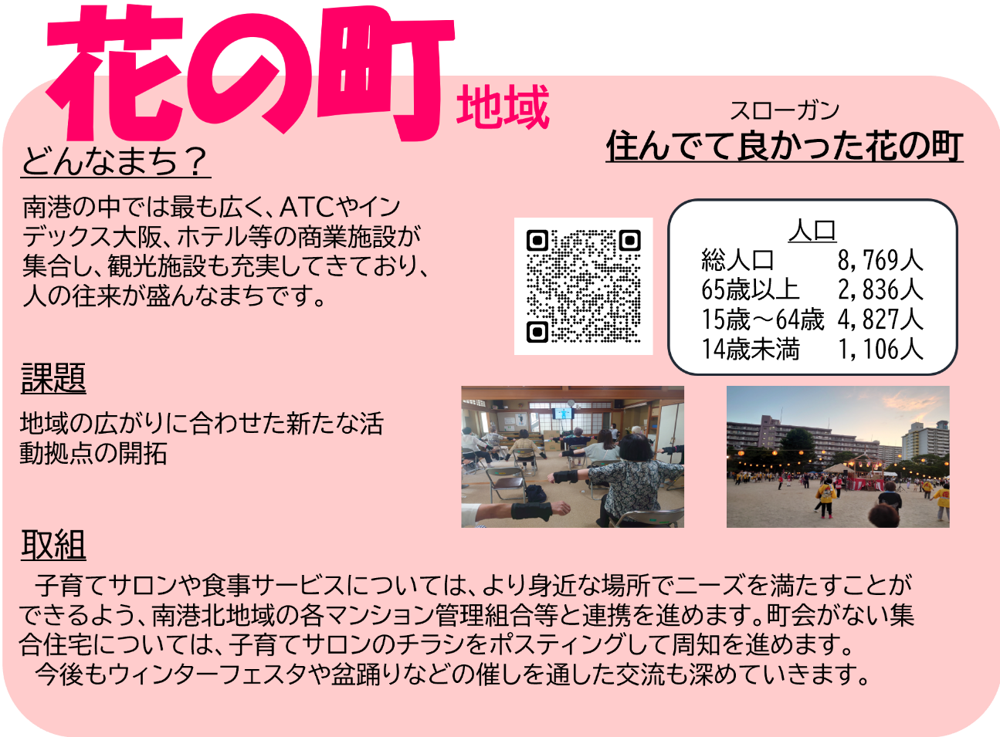 花の町 地域
スローガン
住んでて良かった花の町
どんなまち？
南港の中では最も広く、ATCやイン
デックス大阪、ホテル等の商業施設が
集合し、観光施設も充実してきており、
人の往来が盛んなまちです。
人口
総人口 8,769人
65歳以上 2,836人
15歳～64歳 4,827人
14歳未満 1,106人
課題
地域の広がりに合わせた新たな活
動拠点の開拓
取組
子育てサロンや食事サービスについては、より身近な場所でニーズを満たすことが
できるよう、南港北地域の各マンション管理組合等と連携を進めます。町会がない集
合住宅については、子育てサロンのチラシをポスティングして周知を進めます。
今後もウィンターフェスタや盆踊りなどの催しを通した交流も深めていきます。